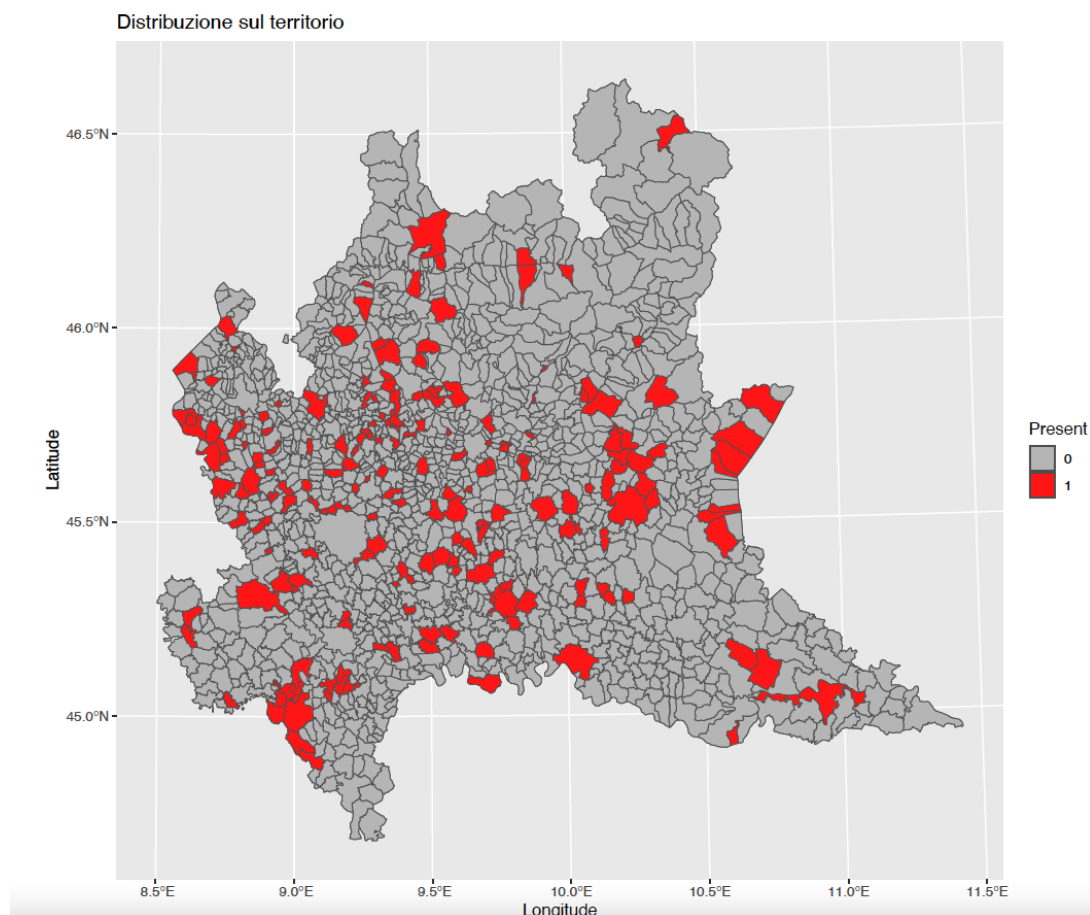 Distribuzione sul territorio
46.5°N
46.0°N
45.5°N
45.0°N
Latitude
8.5°E 9.0°E 9.5°E 10.0°E 10.5°E 11.0°E 11.5°E
Longitude
Present
0
1